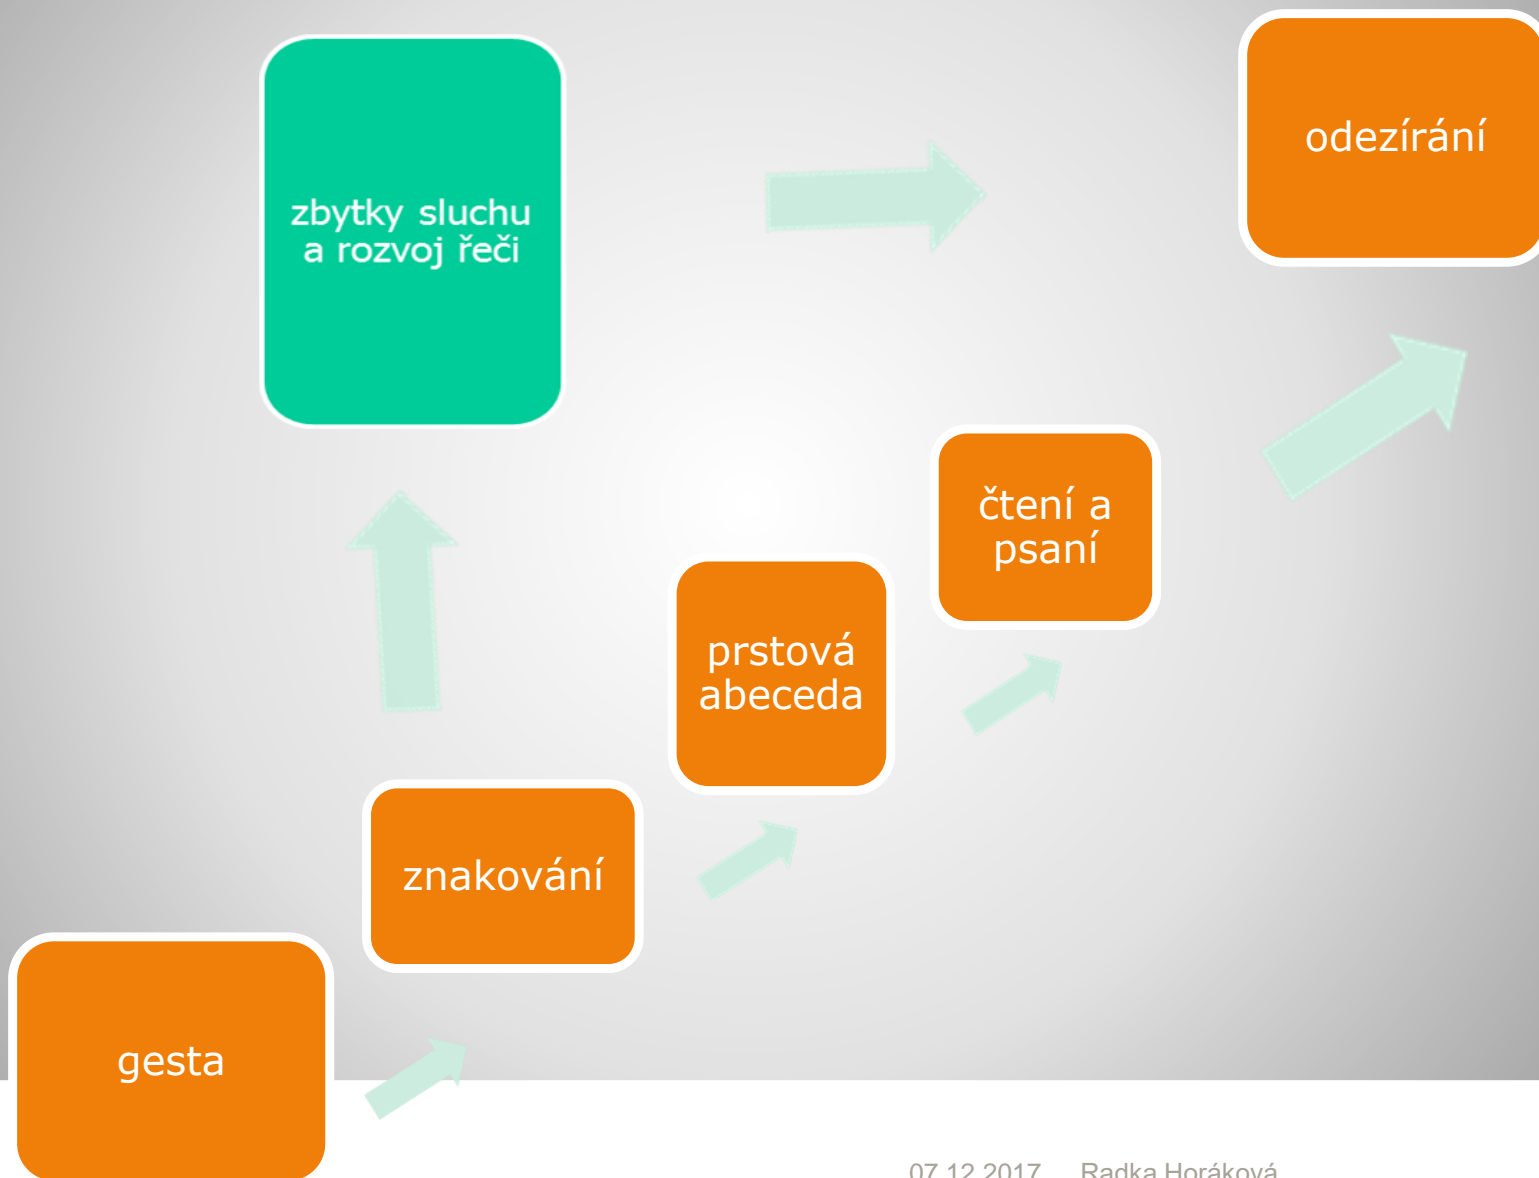 odezírání
zbytky sluchu
a rozvoj řeči
čtení a
psaní
prstová
abeceda
znakování
gesta
07.12.2017 Radka Horáková